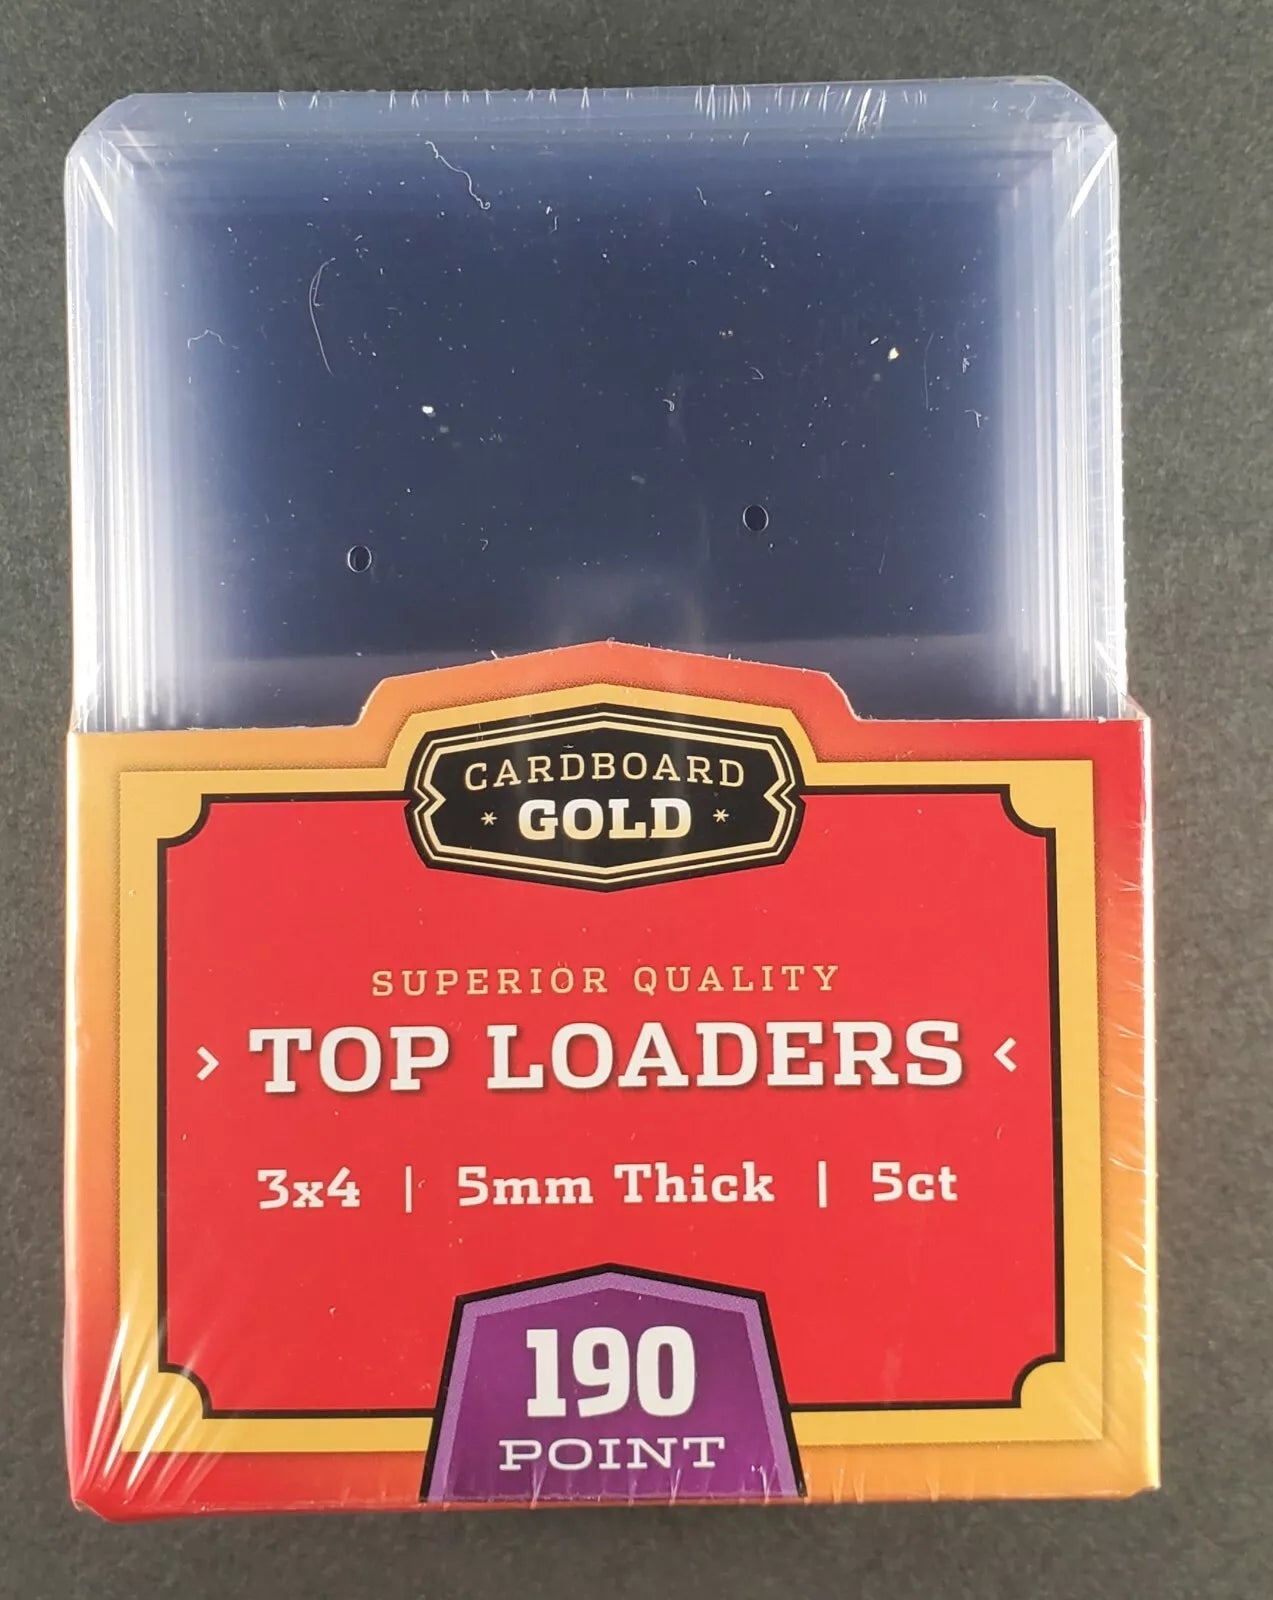 CARDBOARD
* GOLD *
SUPERIOR QUALITY
> TOP LOADERS <
3x4 | 5mm Thick | 5ct
190
POINT